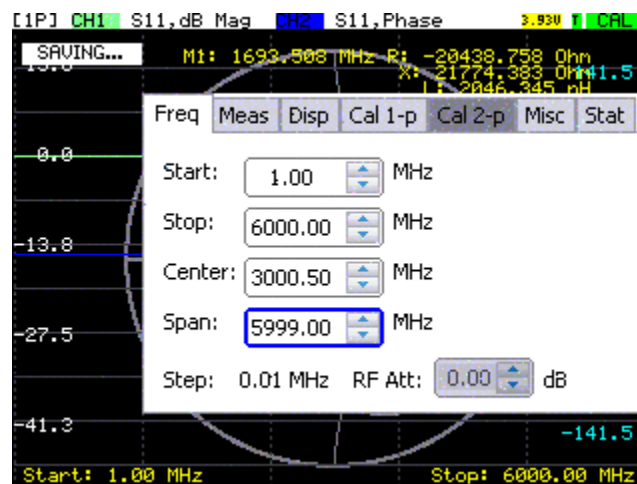 [1P] CH1 S11,dB Mag CH2 S11,Phase 3.93V T CAL
SAVING...
M1: 1693.508 MHz R: -20438.758 Ohm
X: 21774.383 Ohm
L: 2046.345 nH
141.5
Freq Meas Disp Cal 1-p Cal 2-p Misc Stat
0.0
Start: 1.00 MHz
Stop: 6000.00 MHz
-13.8
Center: 3000.50 MHz
Span: 5999.00 MHz
-27.5
Step: 0.01 MHz RF Att: 0.00 dB
-41.3
-141.5
Start: 1.00 MHz Stop: 6000.00 MHz